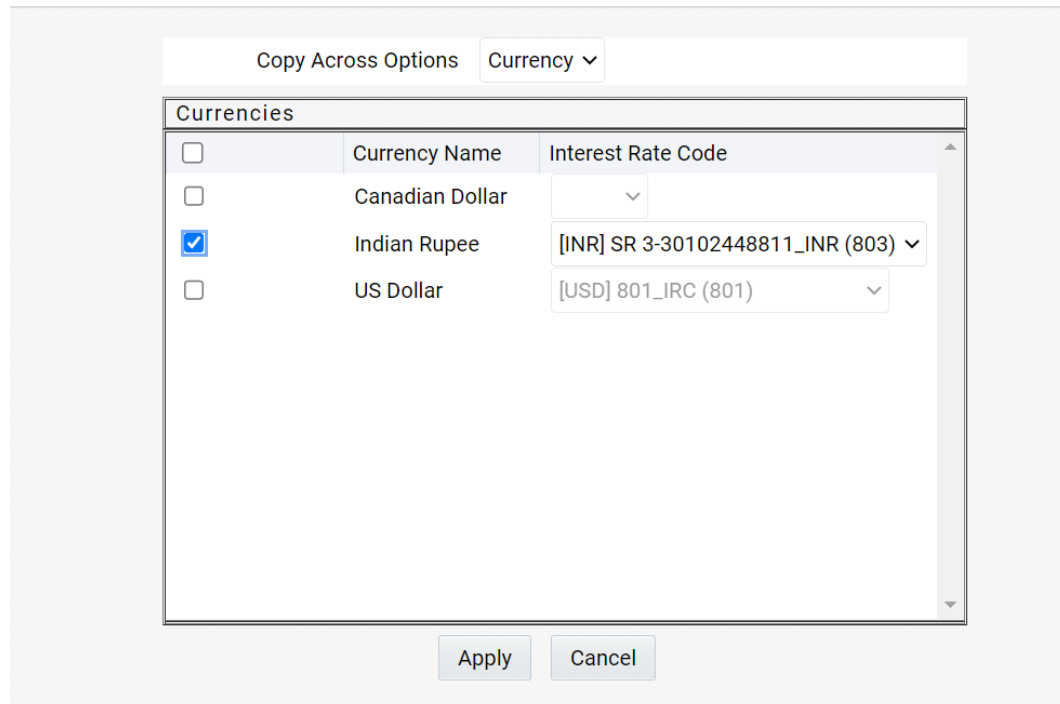 Copy Across Options Currency
Currencies
Currency Name Interest Rate Code
Canadian Dollar
Indian Rupee [INR] SR 3-30102448811_INR (803)
US Dollar [USD] 801_IRC (801)
Apply Cancel